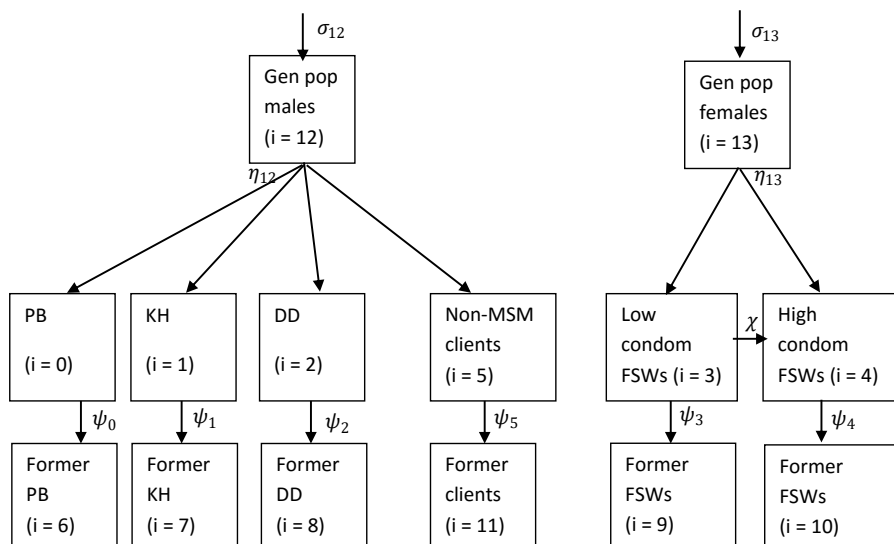 σ₁₂
σ₁₃
Gen pop
males
(i = 12)
Gen pop
females
(i = 13)
η₁₂
η₁₃
PB
(i = 0)
KH
(i = 1)
DD
(i = 2)
Non-MSM
clients
(i = 5)
Low
condom
FSWs (i = 3)
χ
High
condom
FSWs (i = 4)
ψ₀
ψ₁
ψ₂
ψ₅
ψ₃
ψ₄
Former
PB
(i = 6)
Former
KH
(i = 7)
Former
DD
(i = 8)
Former
clients
(i = 11)
Former
FSWs
(i = 9)
Former
FSWs
(i = 10)